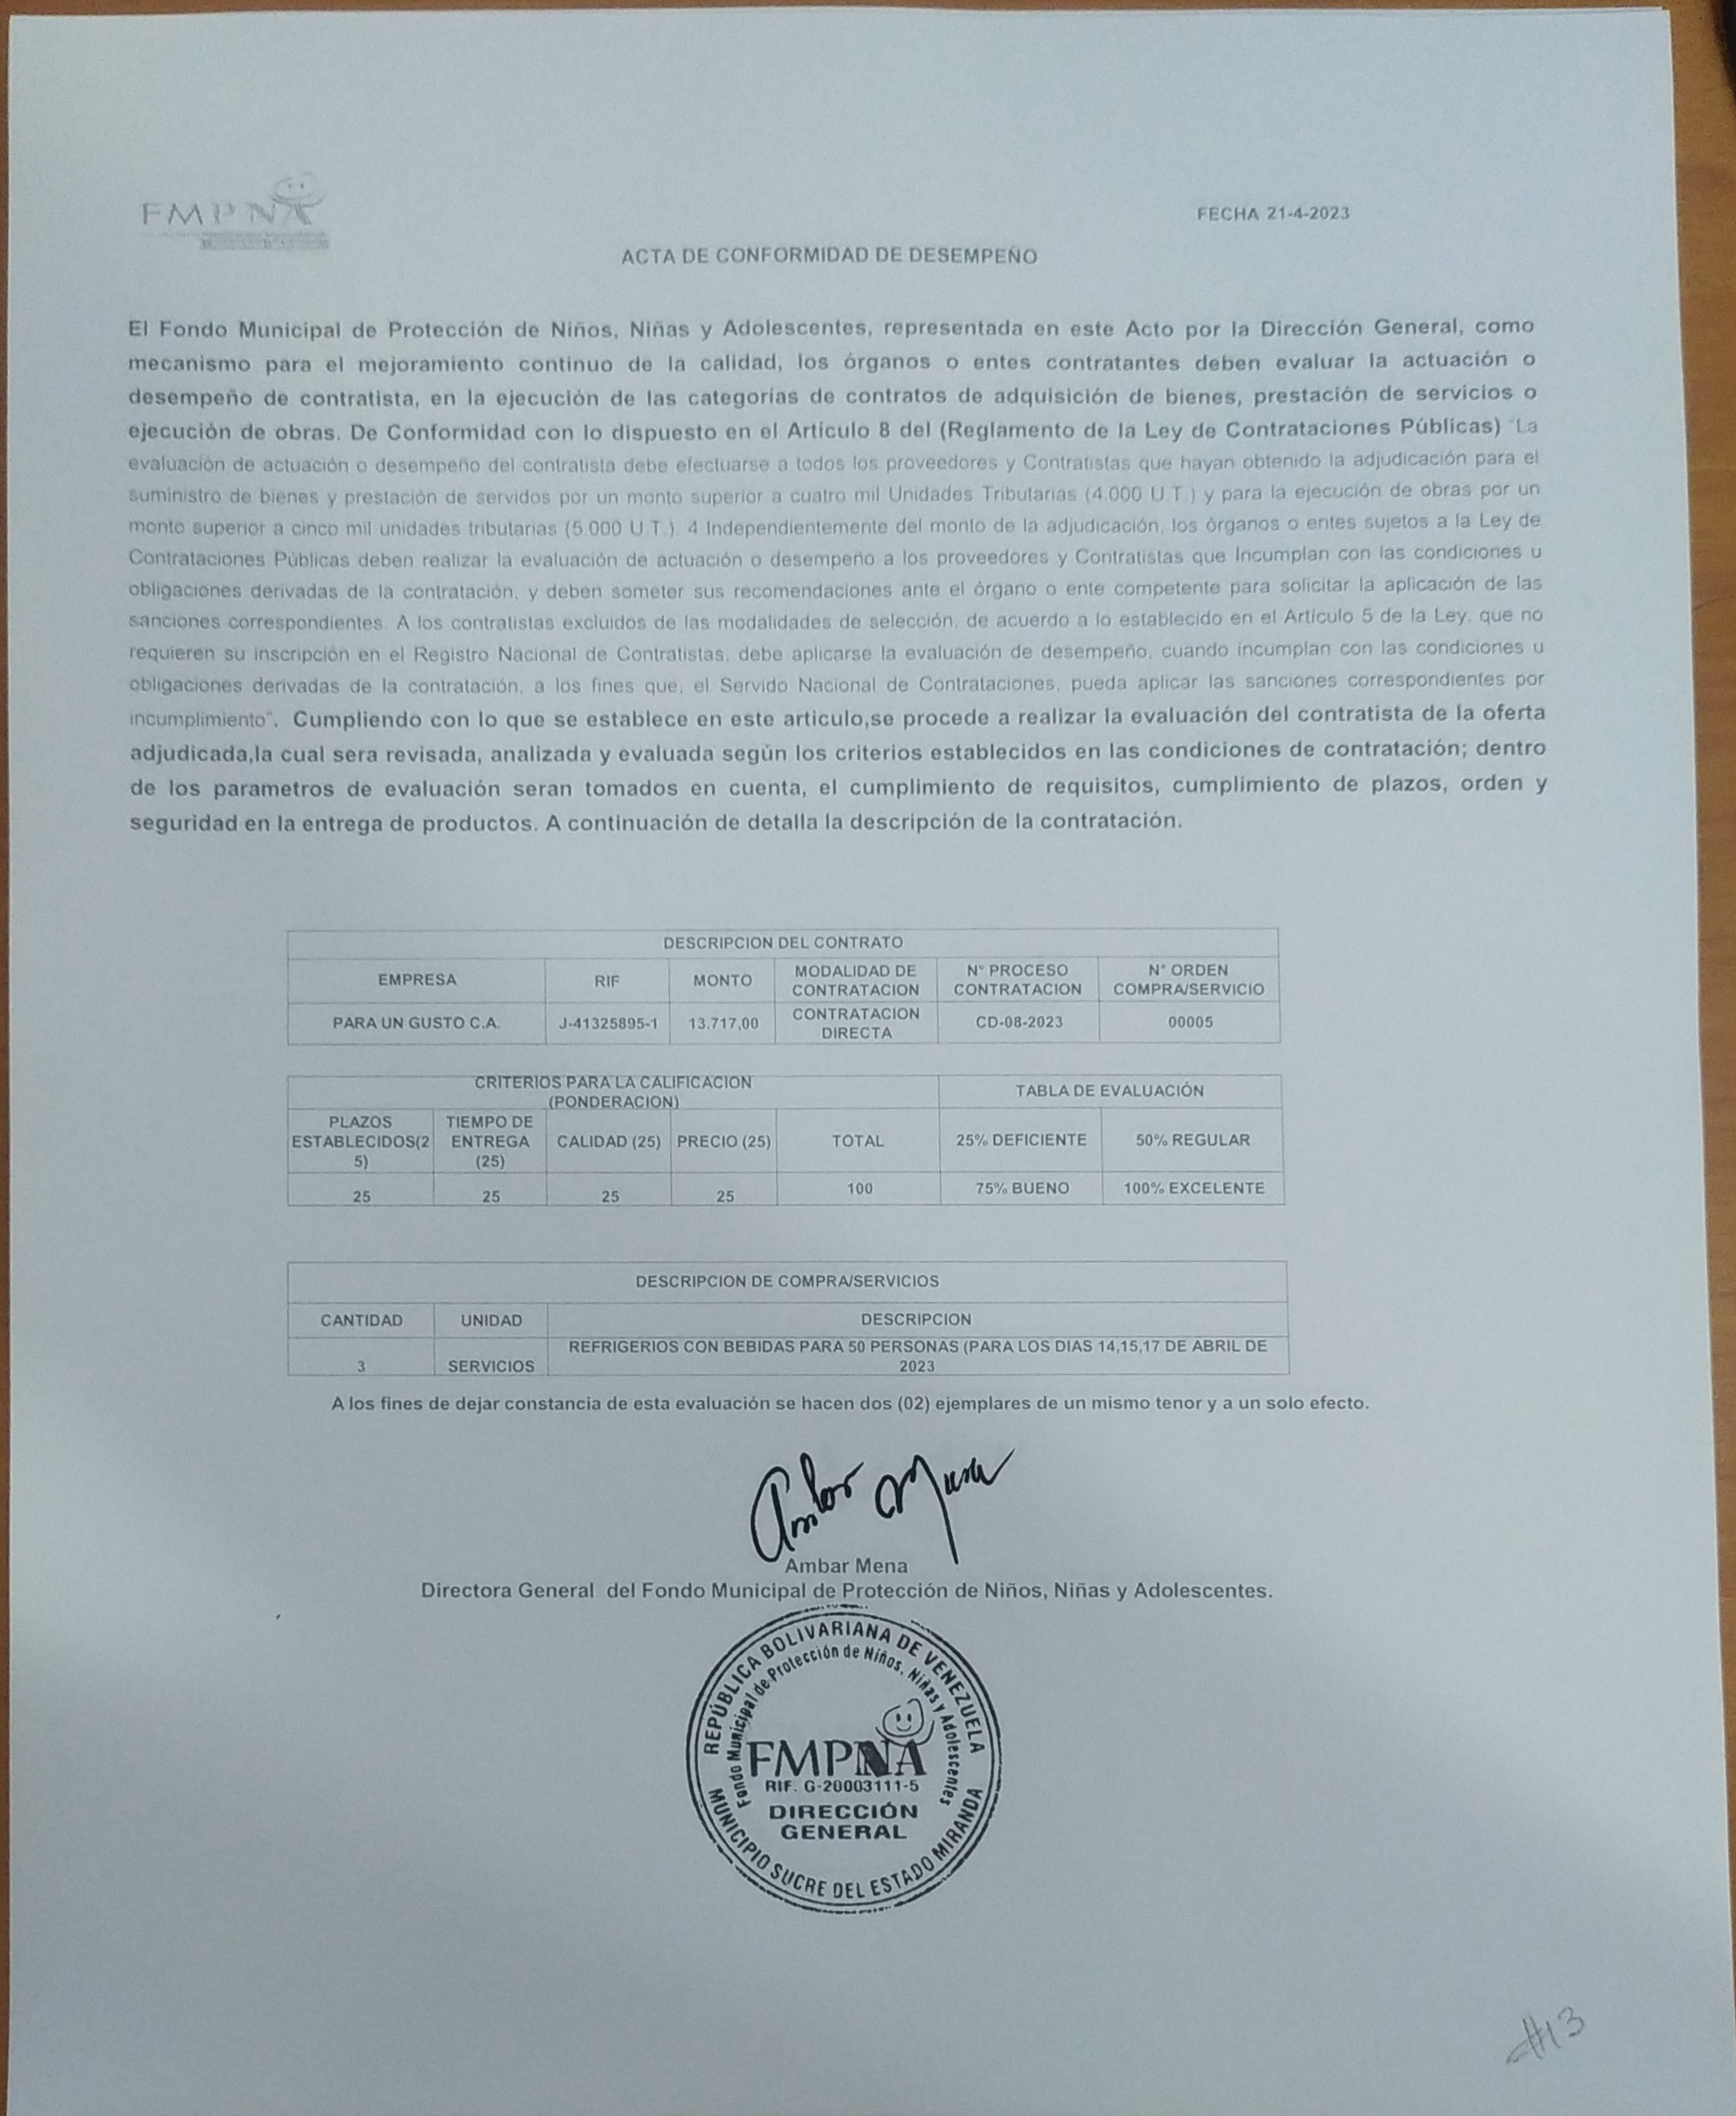 FMPNA
FECHA 21-4-2023
ACTA DE CONFORMIDAD DE DESEMPEÑO
El Fondo Municipal de Protección de Niños, Niñas y Adolescentes, representada en este Acto por la Dirección General, como
mecanismo para el mejoramiento continuo de la calidad, los órganos o entes contratantes deben evaluar la actuación o
desempeño de contratista, en la ejecución de las categorías de contratos de adquisición de bienes, prestación de servicios o
ejecución de obras. De Conformidad con lo dispuesto en el Artículo 8 del (Reglamento de la Ley de Contrataciones Públicas) "La
evaluación de actuación o desempeño del contratista debe efectuarse a todos los proveedores y Contratistas que hayan obtenido la adjudicación para el
suministro de bienes y prestación de servidos por un monto superior a cuatro mil Unidades Tributarias (4.000 U.T.) y para la ejecución de obras por un
monto superior a cinco mil unidades tributarias (5.000 U.T.). 4 Independientemente del monto de la adjudicación, los órganos o entes sujetos a la Ley de
Contrataciones Públicas deben realizar la evaluación de actuación o desempeño a los proveedores y Contratistas que Incumplan con las condiciones u
obligaciones derivadas de la contratación, y deben someter sus recomendaciones ante el órgano o ente competente para solicitar la aplicación de las
sanciones correspondientes. A los contratistas excluidos de las modalidades de selección, de acuerdo a lo establecido en el Artículo 5 de la Ley, que no
requieren su inscripción en el Registro Nacional de Contratistas, debe aplicarse la evaluación de desempeño, cuando incumplan con las condiciones u
obligaciones derivadas de la contratación, a los fines que, el Servido Nacional de Contrataciones, pueda aplicar las sanciones correspondientes por
incumplimiento". Cumpliendo con lo que se establece en este articulo,se procede a realizar la evaluación del contratista de la oferta
adjudicada,la cual sera revisada, analizada y evaluada según los criterios establecidos en las condiciones de contratación; dentro
de los parametros de evaluación seran tomados en cuenta, el cumplimiento de requisitos, cumplimiento de plazos, orden y
seguridad en la entrega de productos. A continuación de detalla la descripción de la contratación.
DESCRIPCION DEL CONTRATO
EMPRESA RIF MONTO MODALIDAD DE CONTRATACION N° PROCESO CONTRATACION N° ORDEN COMPRA/SERVICIO
PARA UN GUSTO C.A. J-41325895-1 13.717,00 CONTRATACION DIRECTA CD-08-2023 00005
CRITERIOS PARA LA CALIFICACION (PONDERACION) TABLA DE EVALUACIÓN
PLAZOS ESTABLECIDOS(25) TIEMPO DE ENTREGA (25) CALIDAD (25) PRECIO (25) TOTAL 25% DEFICIENTE 50% REGULAR
25 25 25 25 100 75% BUENO 100% EXCELENTE
DESCRIPCION DE COMPRA/SERVICIOS
CANTIDAD UNIDAD DESCRIPCION
3 SERVICIOS REFRIGERIOS CON BEBIDAS PARA 50 PERSONAS (PARA LOS DIAS 14,15,17 DE ABRIL DE 2023
A los fines de dejar constancia de esta evaluación se hacen dos (02) ejemplares de un mismo tenor y a un solo efecto.
Ambar Mena
Ambar Mena
Directora General del Fondo Municipal de Protección de Niños, Niñas y Adolescentes.
REPÚBLICA BOLIVARIANA DE VENEZUELA
Fondo Municipal de Protección de Niños, Niñas y Adolescentes
FMPNA
RIF. G-20003111-5
DIRECCIÓN
GENERAL
MUNICIPIO SUCRE DEL ESTADO MIRANDA
#13